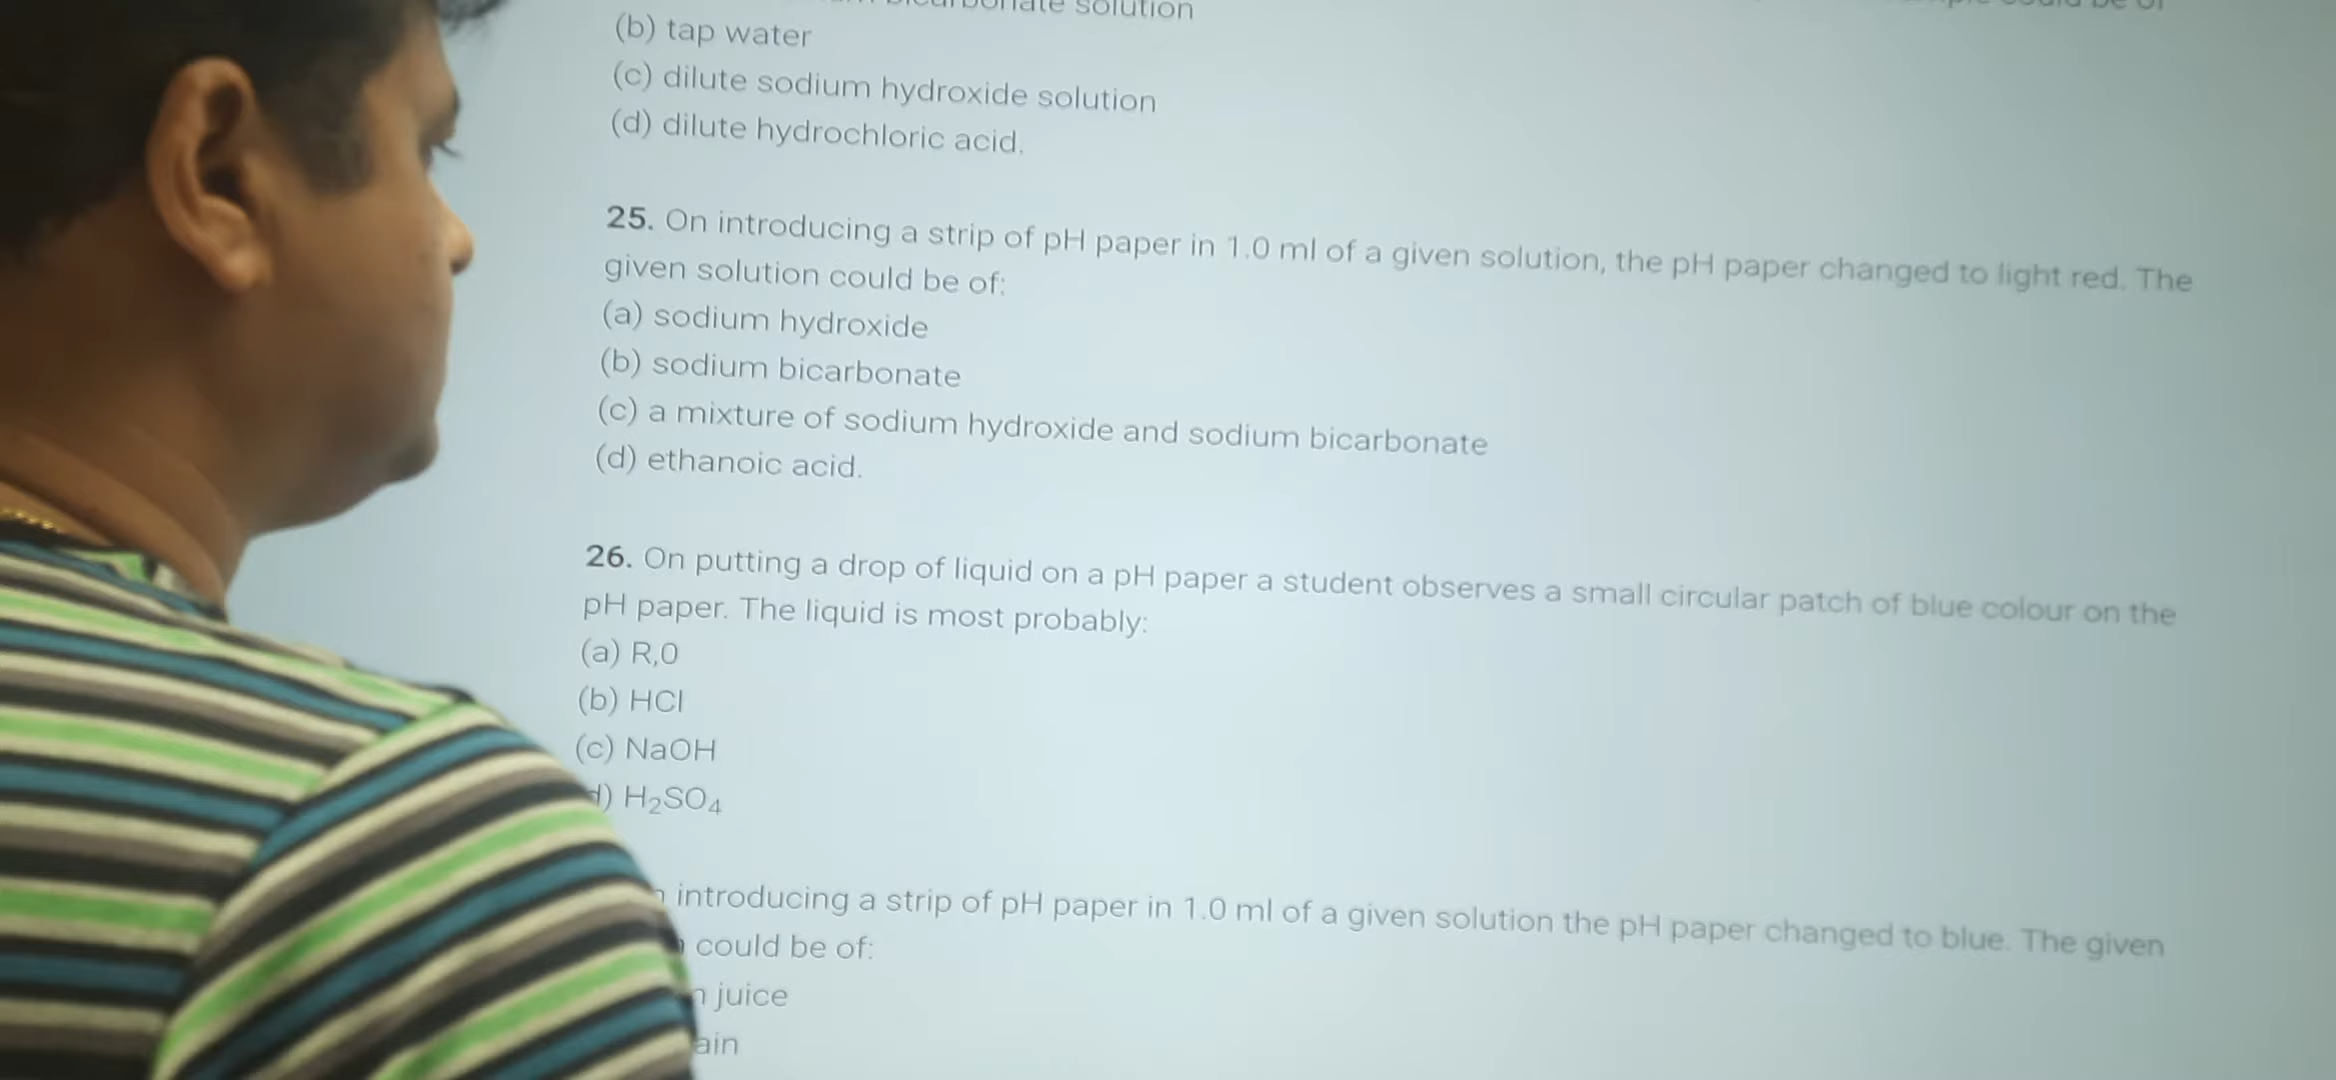 solution
(b) tap water
(c) dilute sodium hydroxide solution
(d) dilute hydrochloric acid.
25. On introducing a strip of pH paper in 1.0 ml of a given solution, the pH paper changed to light red. The
given solution could be of:
(a) sodium hydroxide
(b) sodium bicarbonate
(c) a mixture of sodium hydroxide and sodium bicarbonate
(d) ethanoic acid.
26. On putting a drop of liquid on a pH paper a student observes a small circular patch of blue colour on the
pH paper. The liquid is most probably:
(a) R,0
(b) HCl
(c) NaOH
d) H₂SO₄
introducing a strip of pH paper in 1.0 ml of a given solution the pH paper changed to blue. The given
could be of:
juice